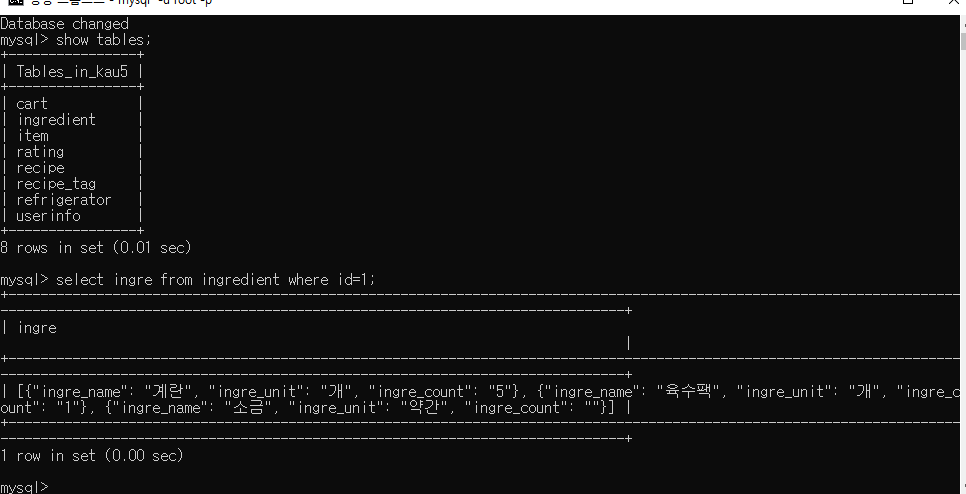 mysql -u root -p
Database changed
mysql> show tables;
+----------------+
| Tables_in_kau5 |
+----------------+
| cart |
| ingredient |
| item |
| rating |
| recipe |
| recipe_tag |
| refrigerator |
| userinfo |
+----------------+
8 rows in set (0.01 sec)
mysql> select ingre from ingredient where id=1;
| ingre
|
| [{"ingre_name": "계란", "ingre_unit": "개", "ingre_count": "5"}, {"ingre_name": "육수팩", "ingre_unit": "개", "ingre_c
ount": "1"}, {"ingre_name": "소금", "ingre_unit": "약간", "ingre_count": ""}] |
1 row in set (0.00 sec)
mysql>